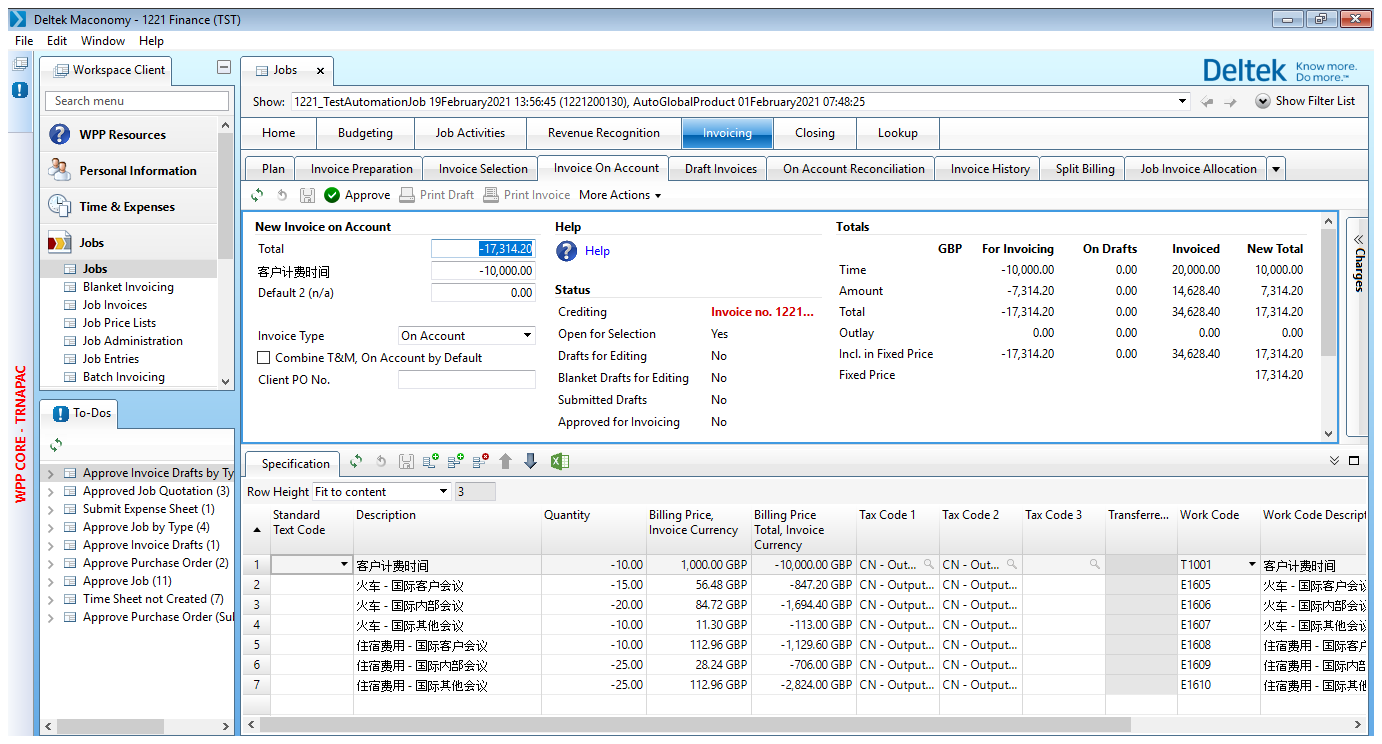 Deltek Maconomy - 1221 Finance (TST)
File Edit Window Help
Workspace Client
Search menu
WPP Resources
Personal Information
Time & Expenses
Jobs
Jobs
Blanket Invoicing
Job Invoices
Job Price Lists
Job Administration
Job Entries
Batch Invoicing
WPP CORE - TRNAPAC
To-Dos
Approve Invoice Drafts by Ty
Approved Job Quotation (3)
Submit Expense Sheet (1)
Approve Job by Type (4)
Approve Invoice Drafts (1)
Approve Purchase Order (2)
Approve Job (11)
Time Sheet not Created (7)
Approve Purchase Order (Sul
Jobs
Deltek Know more.
Do more.™
Show: 1221_TestAutomationJob 19February2021 13:56:45 (1221200130), AutoGlobalProduct 01February2021 07:48:25
Show Filter List
Home Budgeting Job Activities Revenue Recognition Invoicing Closing Lookup
Plan Invoice Preparation Invoice Selection Invoice On Account Draft Invoices On Account Reconciliation Invoice History Split Billing Job Invoice Allocation
Approve Print Draft Print Invoice More Actions
New Invoice on Account
Total -17,314.20
客户计费时间 -10,000.00
Default 2 (n/a) 0.00
Invoice Type On Account
Combine T&M, On Account by Default
Client PO No.
Help
Help
Status
Crediting Invoice no. 1221...
Open for Selection Yes
Drafts for Editing No
Blanket Drafts for Editing No
Submitted Drafts No
Approved for Invoicing No
Totals
GBP For Invoicing On Drafts Invoiced New Total
Time -10,000.00 0.00 20,000.00 10,000.00
Amount -7,314.20 0.00 14,628.40 7,314.20
Total -17,314.20 0.00 34,628.40 17,314.20
Outlay 0.00 0.00 0.00 0.00
Incl. in Fixed Price -17,314.20 0.00 34,628.40 17,314.20
Fixed Price 17,314.20
Charges
Specification
Row Height Fit to content 3
Standard Text Code Description Quantity Billing Price, Invoice Currency Billing Price Total, Invoice Currency Tax Code 1 Tax Code 2 Tax Code 3 Transferre... Work Code Work Code Descript
1 客户计费时间 -10.00 1,000.00 GBP -10,000.00 GBP CN - Out... CN - Out... T1001 客户计费时间
2 火车 - 国际客户会议 -15.00 56.48 GBP -847.20 GBP CN - Output... CN - Output... E1605 火车 - 国际客户会议
3 火车 - 国际内部会议 -20.00 84.72 GBP -1,694.40 GBP CN - Output... CN - Output... E1606 火车 - 国际内部会议
4 火车 - 国际其他会议 -10.00 11.30 GBP -113.00 GBP CN - Output... CN - Output... E1607 火车 - 国际其他会议
5 住宿费用 - 国际客户会议 -10.00 112.96 GBP -1,129.60 GBP CN - Output... CN - Output... E1608 住宿费用 - 国际客户
6 住宿费用 - 国际内部会议 -25.00 28.24 GBP -706.00 GBP CN - Output... CN - Output... E1609 住宿费用 - 国际内部
7 住宿费用 - 国际其他会议 -25.00 112.96 GBP -2,824.00 GBP CN - Output... CN - Output... E1610 住宿费用 - 国际其他